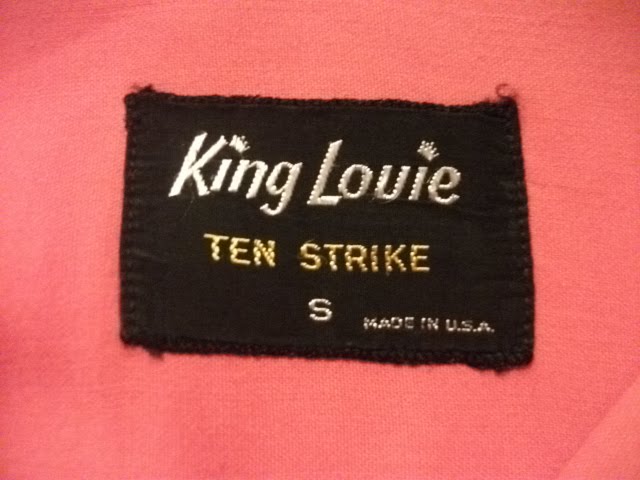 King Louie
TEN STRIKE
S
MADE IN U.S.A.